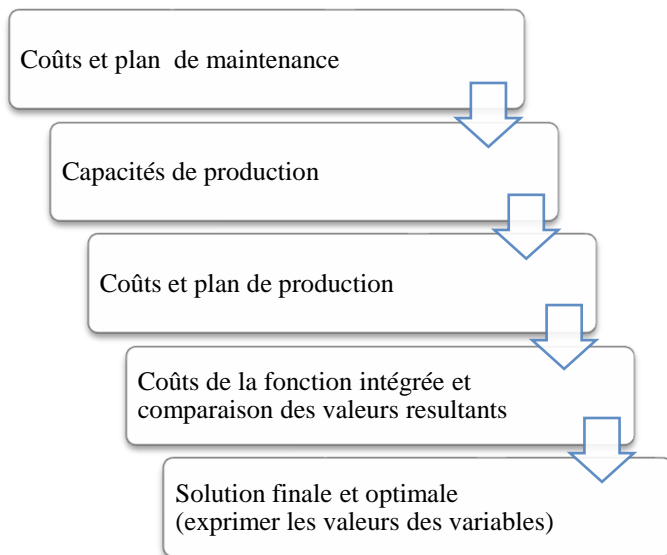 Coûts et plan de maintenance
Capacités de production
Coûts et plan de production
Coûts de la fonction intégrée et
comparaison des valeurs resultants
Solution finale et optimale
(exprimer les valeurs des variables)